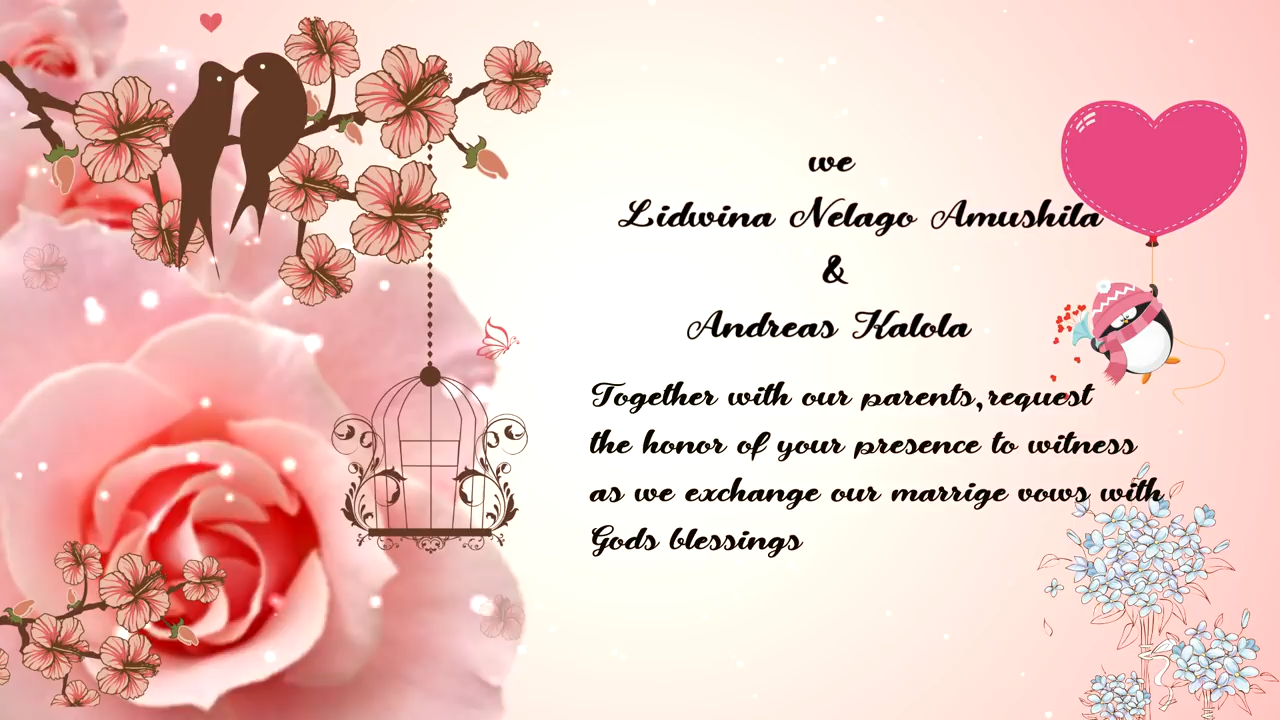 we
Lidwina Nelago Amushila
&
Andreas Kalola
Together with our parents,request
the honor of your presence to witness
as we exchange our marrige vows with
Gods blessings